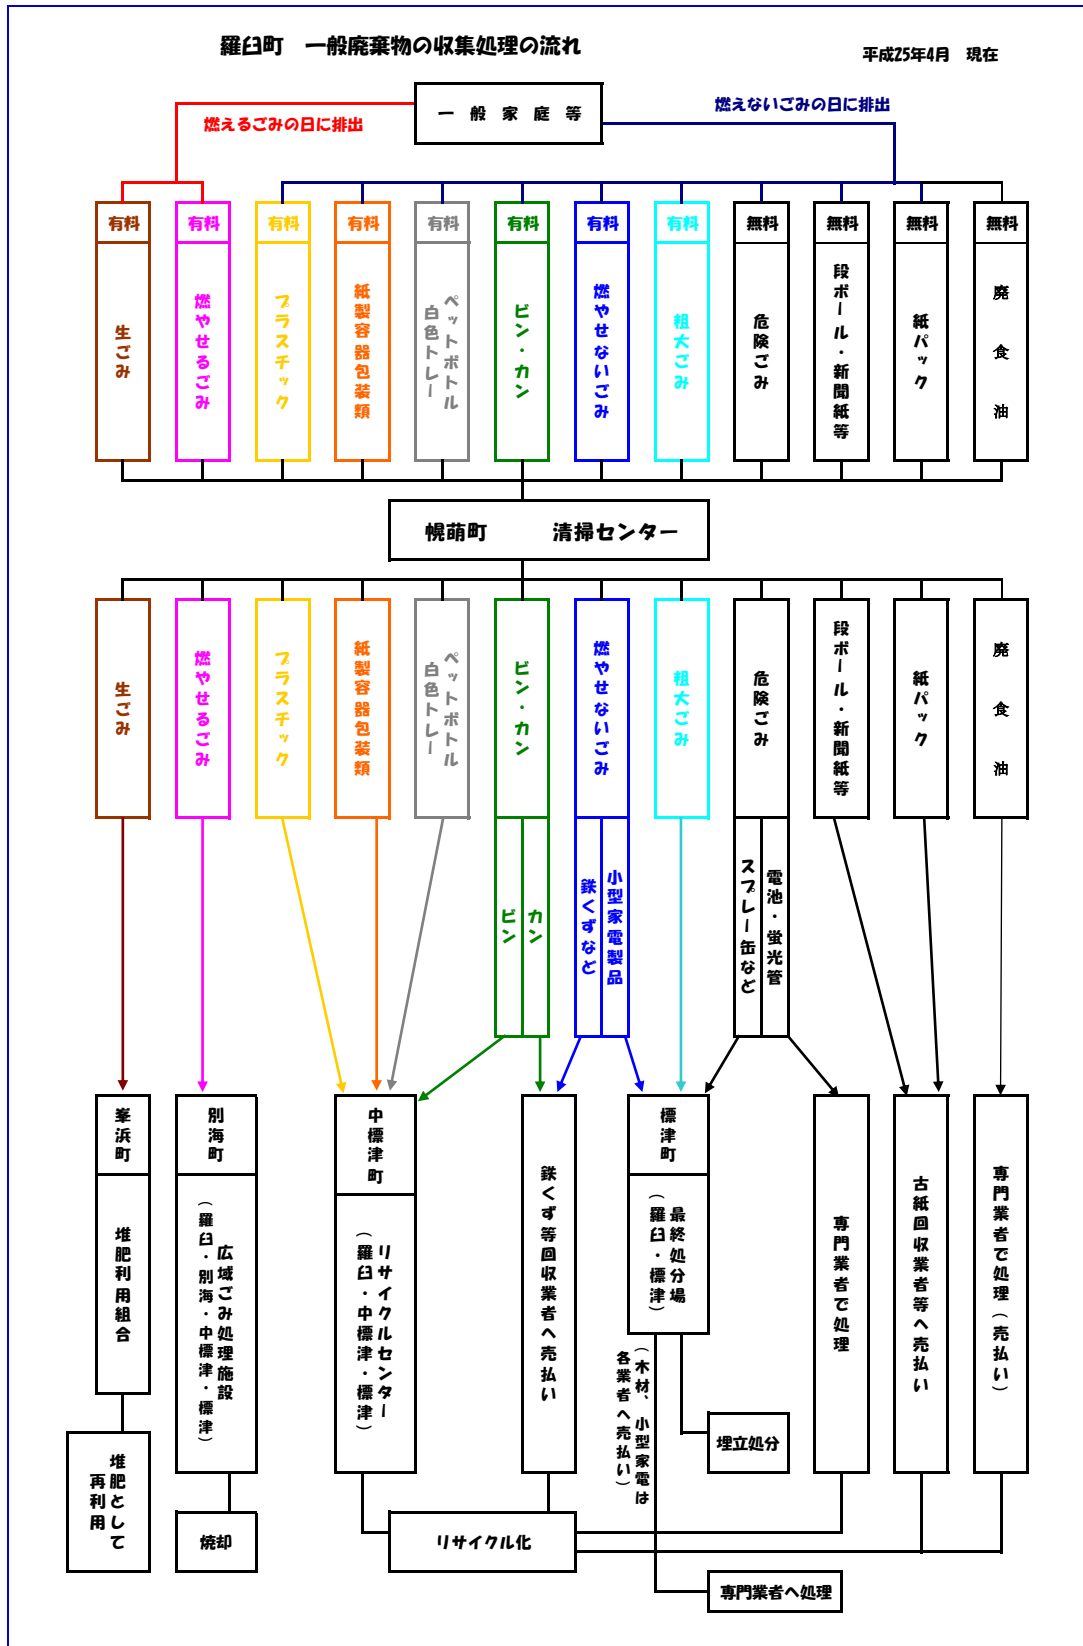 羅臼町　一般廃棄物の収集処理の流れ
平成25年4月　現在
一 般 家 庭 等
燃えるごみの日に排出
燃えないごみの日に排出
有料
有料
有料
有料
有料
有料
有料
有料
無料
無料
無料
無料
生ごみ
燃やせるごみ
プラスチック
紙製容器包装類
ペットボトル
白色トレー
ビン・カン
燃やせないごみ
粗大ごみ
危険ごみ
段ボール・新聞紙等
紙パック
廃食油
幌萌町　　　清掃センター
生ごみ
燃やせるごみ
プラスチック
紙製容器包装類
ペットボトル
白色トレー
ビン・カン
燃やせないごみ
粗大ごみ
危険ごみ
段ボール・新聞紙等
紙パック
廃食油
ビン
カン
鉄くずなど
小型家電製品
スプレー缶など
電池・蛍光管
峯浜町
堆肥利用組合
別海町
広域ごみ処理施設
（羅臼・別海・中標津・標津）
中標津町
リサイクルセンター
（羅臼・中標津・標津）
鉄くず等回収業者へ売払い
標津町
最終処分場
（羅臼・標津）
専門業者で処理
古紙回収業者等へ売払い
専門業者で処理（売払い）
（木材、小型家電は
各業者へ売払い）
埋立処分
堆肥として
再利用
焼却
リサイクル化
専門業者へ処理